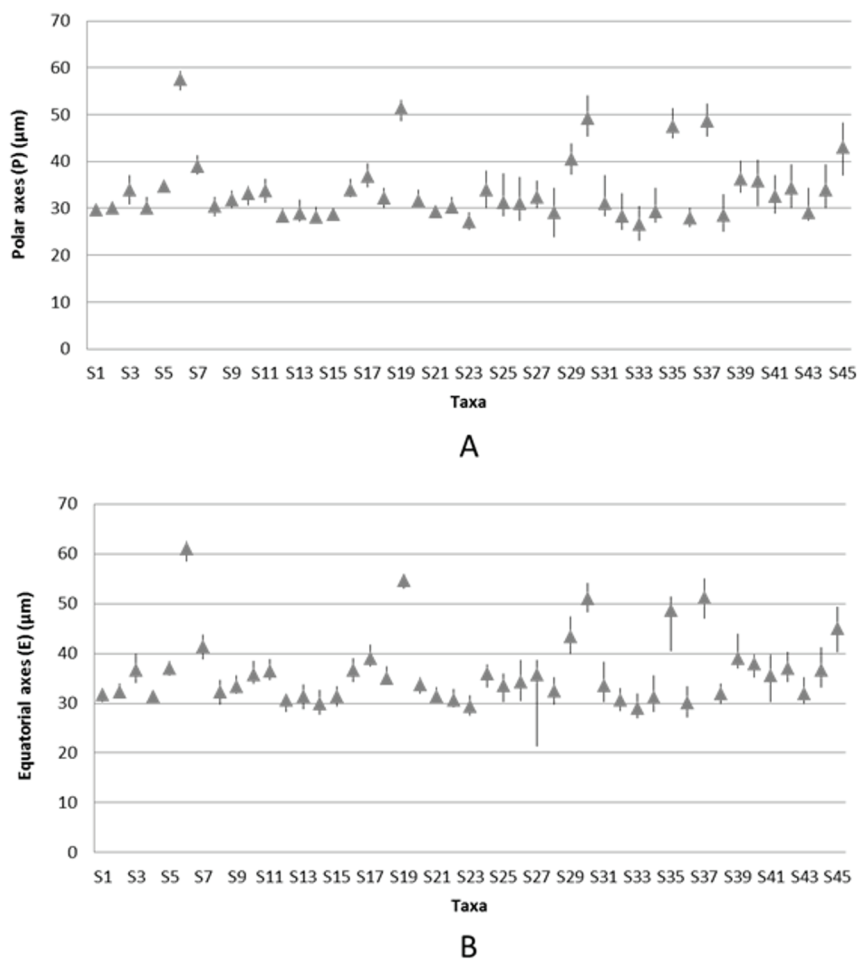 70
60
50
40
30
20
10
0
Polar axes (P) (µm)
S1 S3 S5 S7 S9 S11 S13 S15 S17 S19 S21 S23 S25 S27 S29 S31 S33 S35 S37 S39 S41 S43 S45
Taxa
A
70
60
50
40
30
20
10
0
Equatorial axes (E) (µm)
S1 S3 S5 S7 S9 S11 S13 S15 S17 S19 S21 S23 S25 S27 S29 S31 S33 S35 S37 S39 S41 S43 S45
Taxa
B